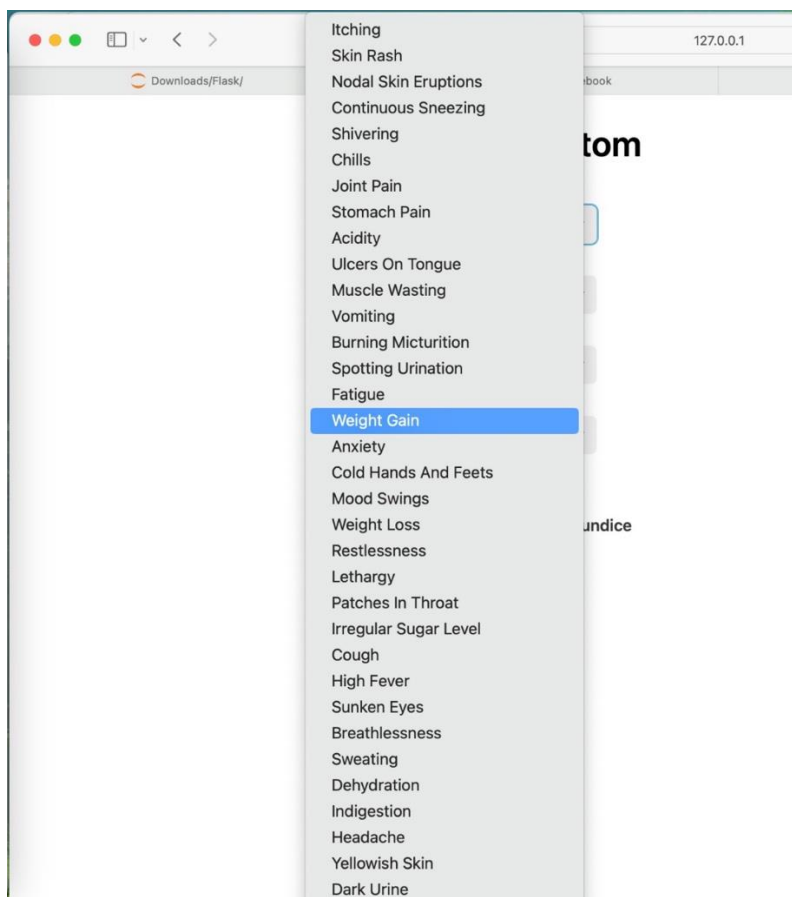 127.0.0.1
Downloads/Flask/
book
tom
undice
Itching
Skin Rash
Nodal Skin Eruptions
Continuous Sneezing
Shivering
Chills
Joint Pain
Stomach Pain
Acidity
Ulcers On Tongue
Muscle Wasting
Vomiting
Burning Micturition
Spotting Urination
Fatigue
Weight Gain
Anxiety
Cold Hands And Feets
Mood Swings
Weight Loss
Restlessness
Lethargy
Patches In Throat
Irregular Sugar Level
Cough
High Fever
Sunken Eyes
Breathlessness
Sweating
Dehydration
Indigestion
Headache
Yellowish Skin
Dark Urine